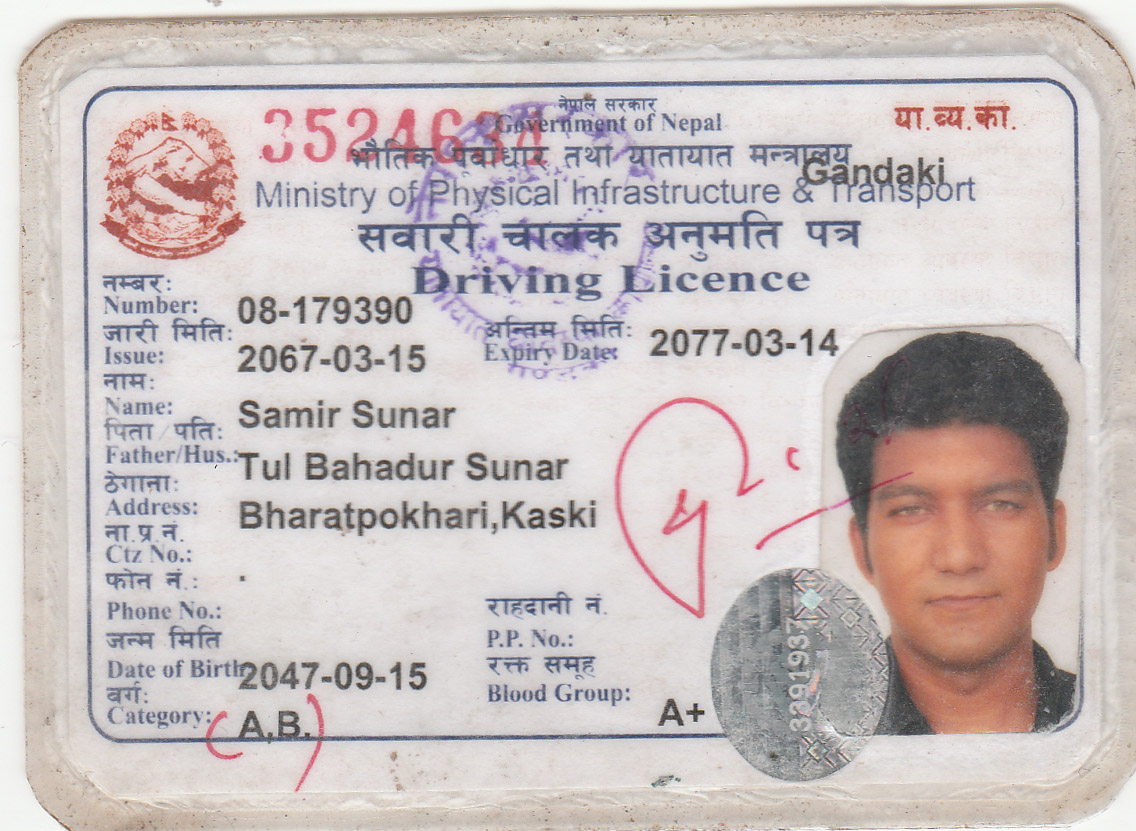 नेपाल सरकार
Government of Nepal
या.व्य.का.
भौतिक पूर्वाधार तथा यातायात मन्त्रालय
Gandaki
Ministry of Physical Infrastructure & Transport
सवारी चालक अनुमति पत्र
Driving Licence
नम्बर:
Number: 08-179390
जारी मिति:
Issue: 2067-03-15
अन्तिम मिति:
Expiry Date: 2077-03-14
नाम:
Name: Samir Sunar
पिता/पति:
Father/Hus.: Tul Bahadur Sunar
ठेगाना:
Address: Bharatpokhari,Kaski
ना.प्र.नं.
Ctz No.:
फोन नं.:
Phone No.:
राहदानी नं.
P.P. No.:
जन्म मिति
Date of Birth 2047-09-15
रक्त समूह
Blood Group: A+
वर्ग:
Category: (A,B.)
3291937